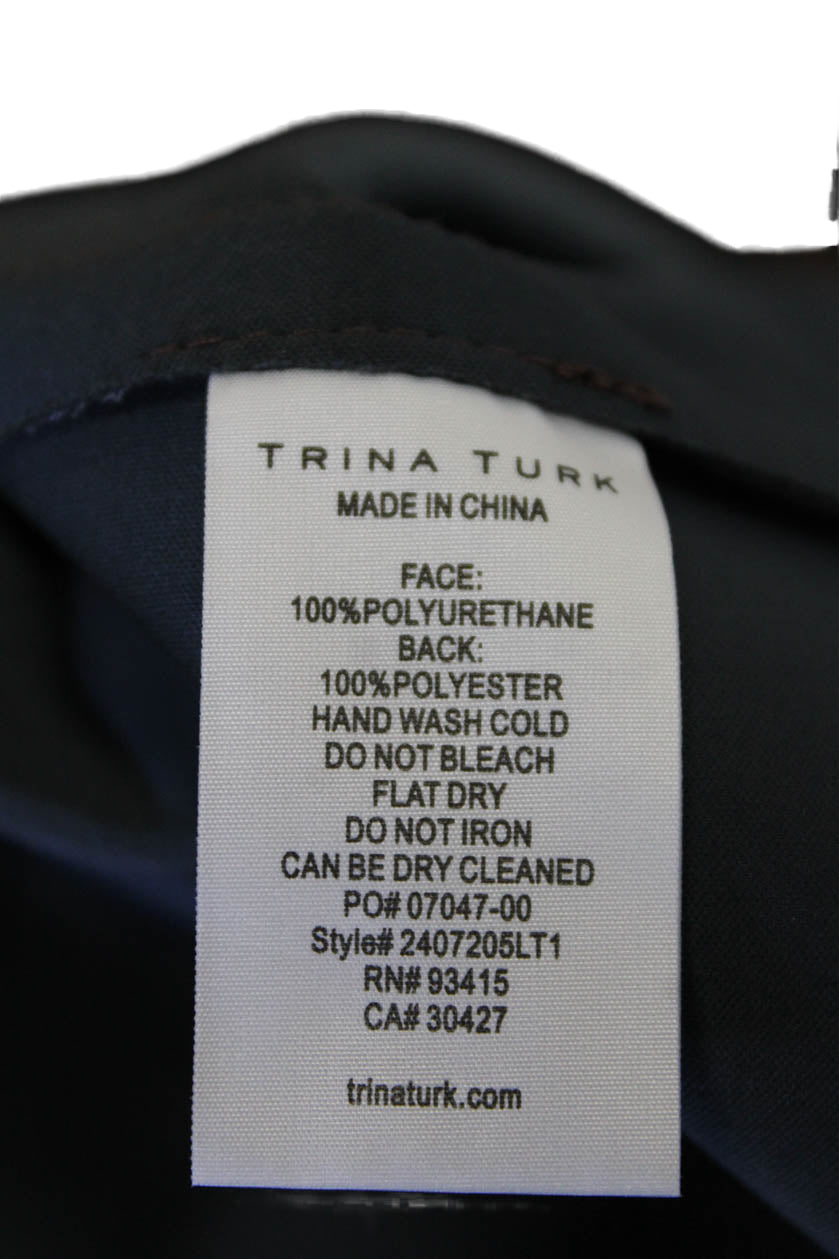 TRINA TURK
MADE IN CHINA
FACE:
100%POLYURETHANE
BACK:
100%POLYESTER
HAND WASH COLD
DO NOT BLEACH
FLAT DRY
DO NOT IRON
CAN BE DRY CLEANED
PO# 07047-00
Style# 2407205LT1
RN# 93415
CA# 30427
trinaturk.com